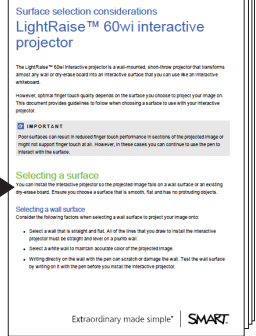 Surface selection considerations
LightRaise™ 60wi interactive
projector
The LightRaise™ 60wi interactive projector is a wall-mounted, short-throw projector that transforms
almost any wall or dry-erase board into an interactive surface that you can use like an interactive
whiteboard.
However, optimal finger touch quality depends on the surface you choose to project your image on.
This document provides guidelines to follow when choosing a surface to use with your interactive
projector.
IMPORTANT
Poor surfaces can result in reduced finger touch performance in sections of the projected image or
might not support finger touch at all. However, in these cases you can continue to use the pen to
interact with the surface.
Selecting a surface
You can install the interactive projector so the projected image falls on a wall surface or an existing
dry-erase board. Ensure you choose a surface that is smooth, flat and has no protruding objects.
Selecting a wall surface
Consider the following factors when selecting a wall surface to project your image onto:
• Select a wall that is straight and flat. All of the lines that you draw to install the interactive
projector must be straight and level on a plumb wall.
• Select a white wall to maintain accurate color of the projected image.
• Writing directly on the wall with the pen can scratch or damage the wall. Test the wall surface
by writing on it with the pen before you install the interactive projector.
Extraordinary made simple™
SMART